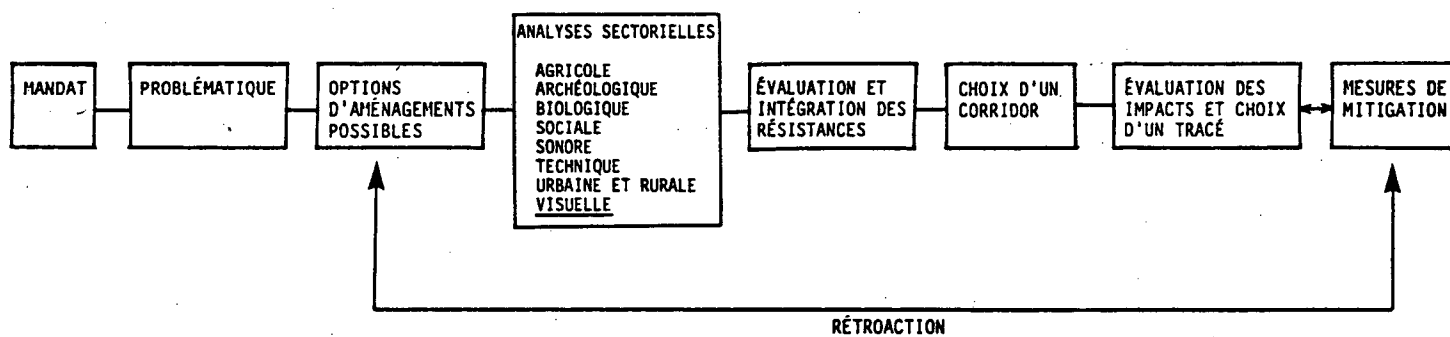 MANDAT
PROBLÉMATIQUE
OPTIONS
D'AMÉNAGEMENTS
POSSIBLES
ANALYSES SECTORIELLES
AGRICOLE
ARCHÉOLOGIQUE
BIOLOGIQUE
SOCIALE
SONORE
TECHNIQUE
URBAINE ET RURALE
VISUELLE
ÉVALUATION ET
INTÉGRATION DES
RÉSISTANCES
CHOIX D'UN
CORRIDOR
ÉVALUATION DES
IMPACTS ET CHOIX
D'UN TRACÉ
MESURES DE
MITIGATION
RÉTROACTION